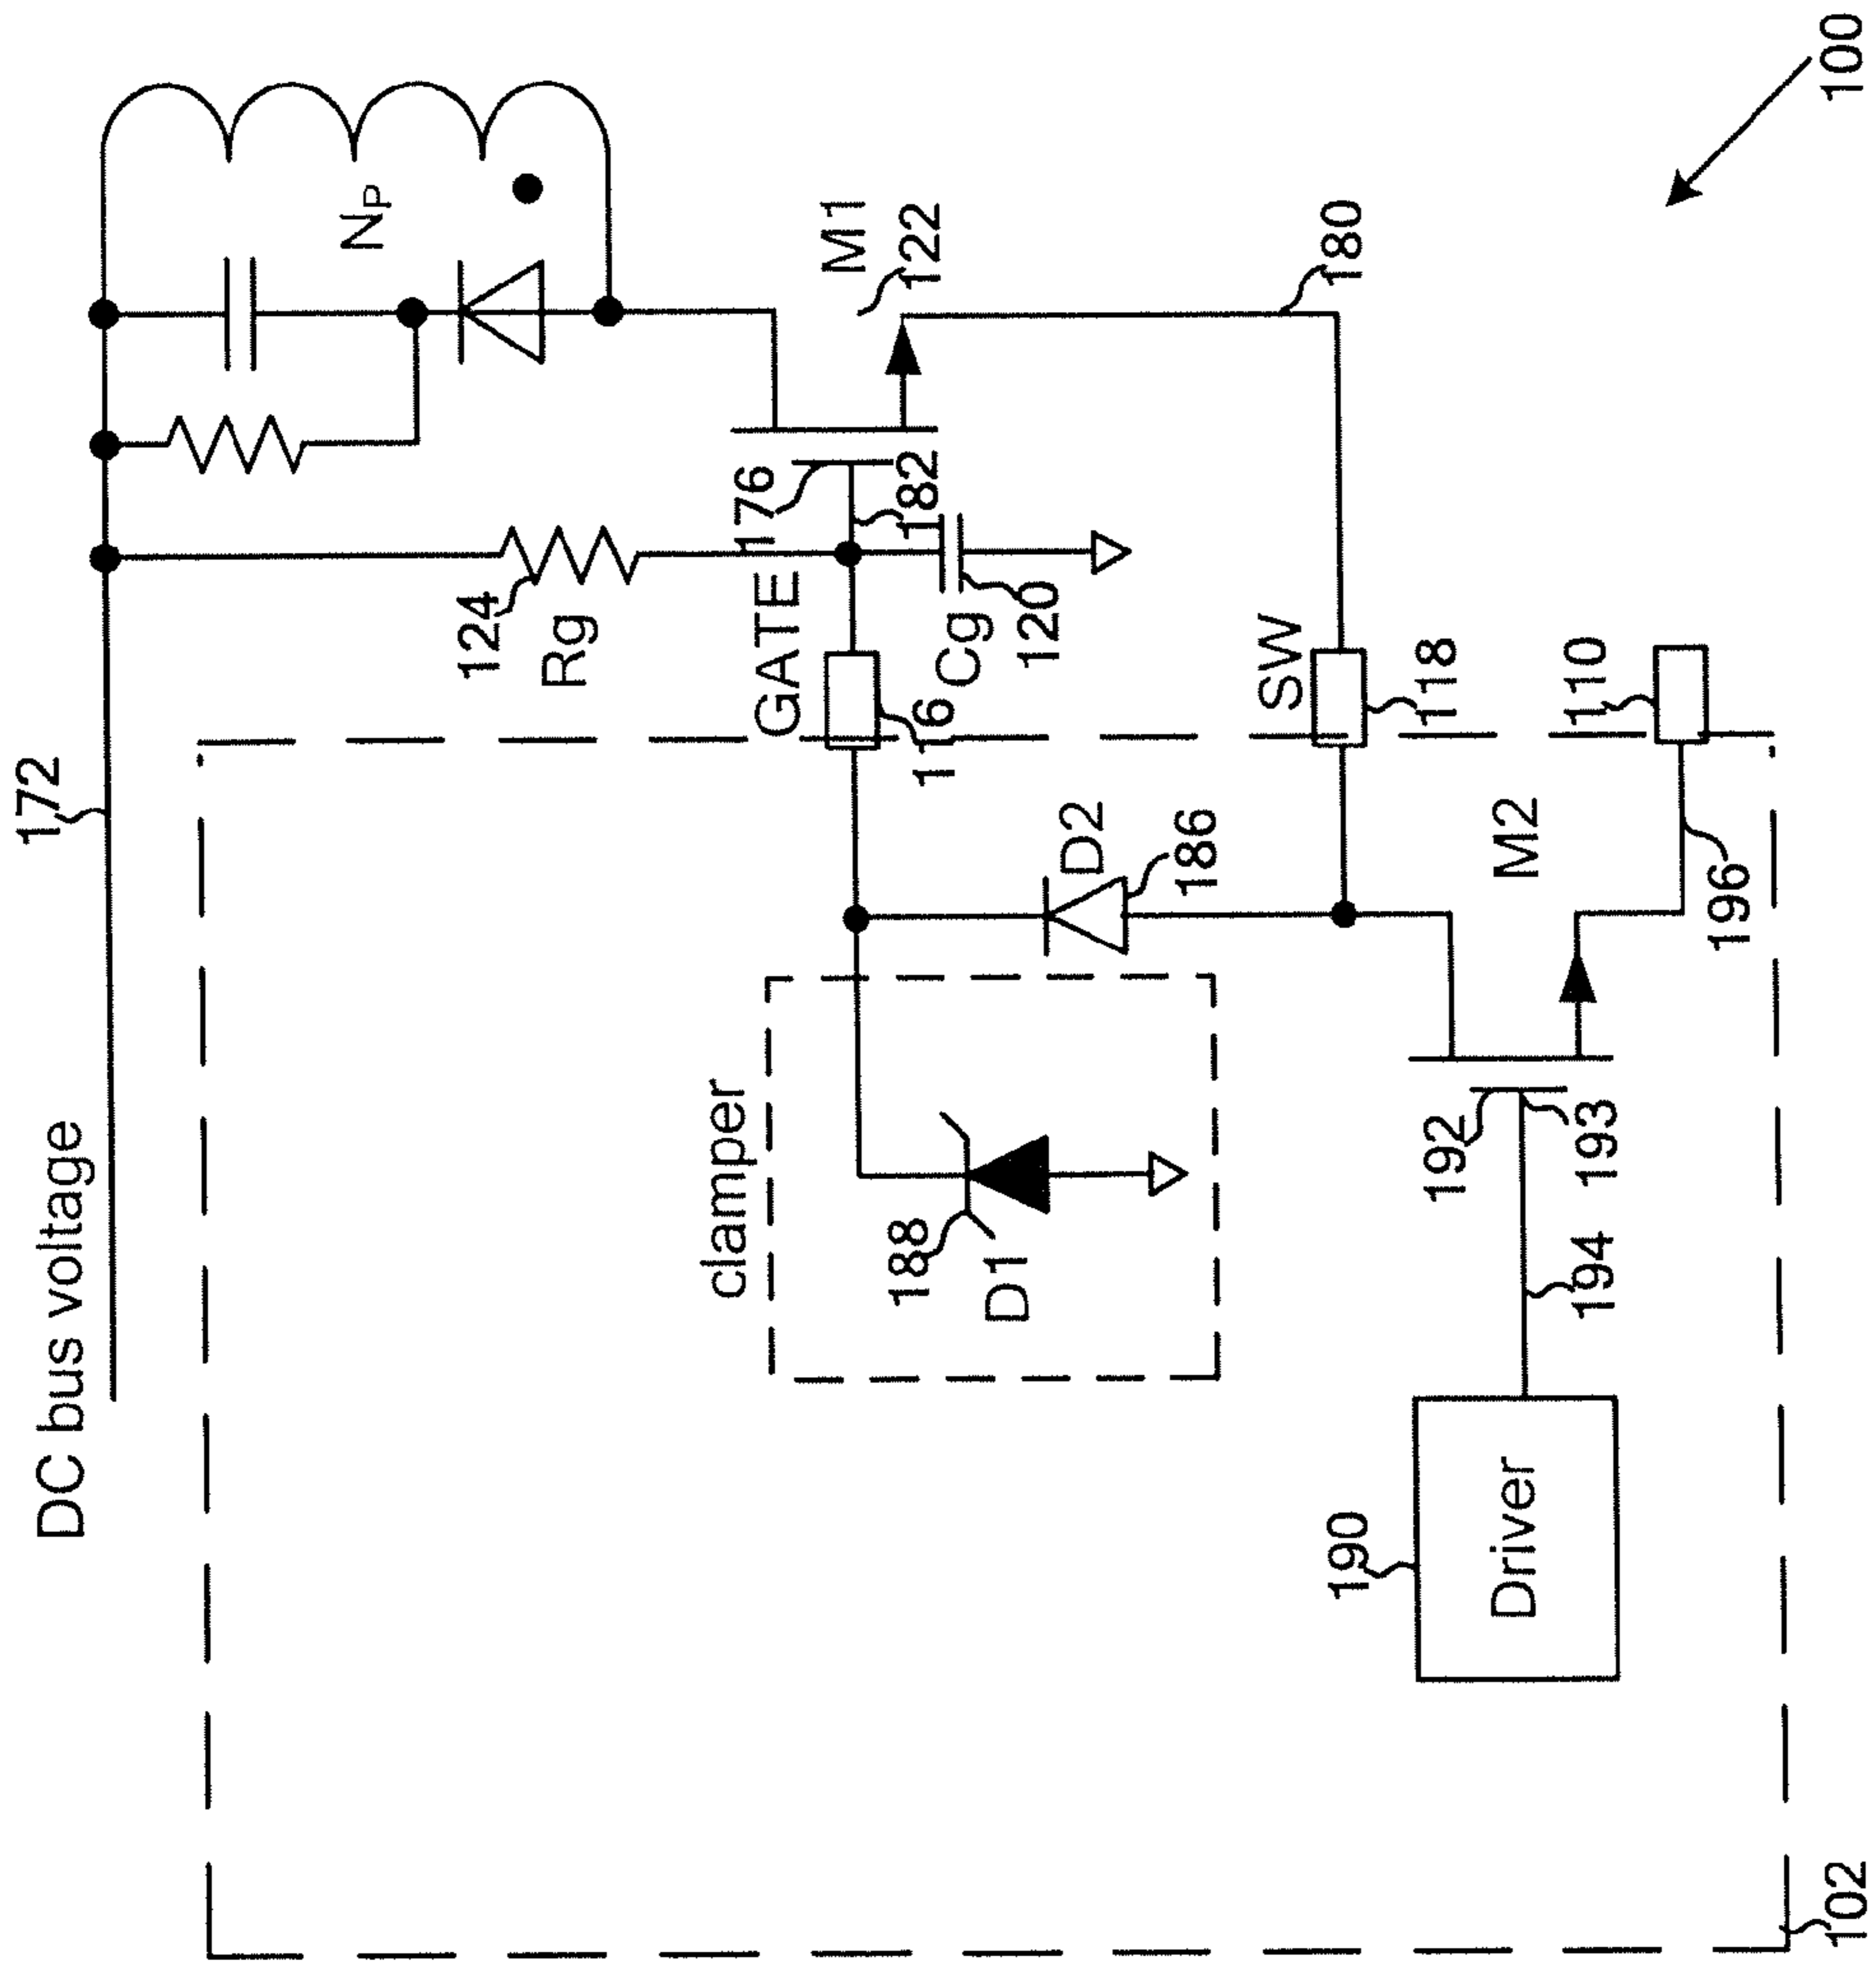 DC bus voltage
172
N_P
124
Rg
GATE
176
M1
122
182
Cg
120
116
clamper
188
D1
D2
186
SW
118
180
M2
110
192
193
194
196
190
Driver
102
100